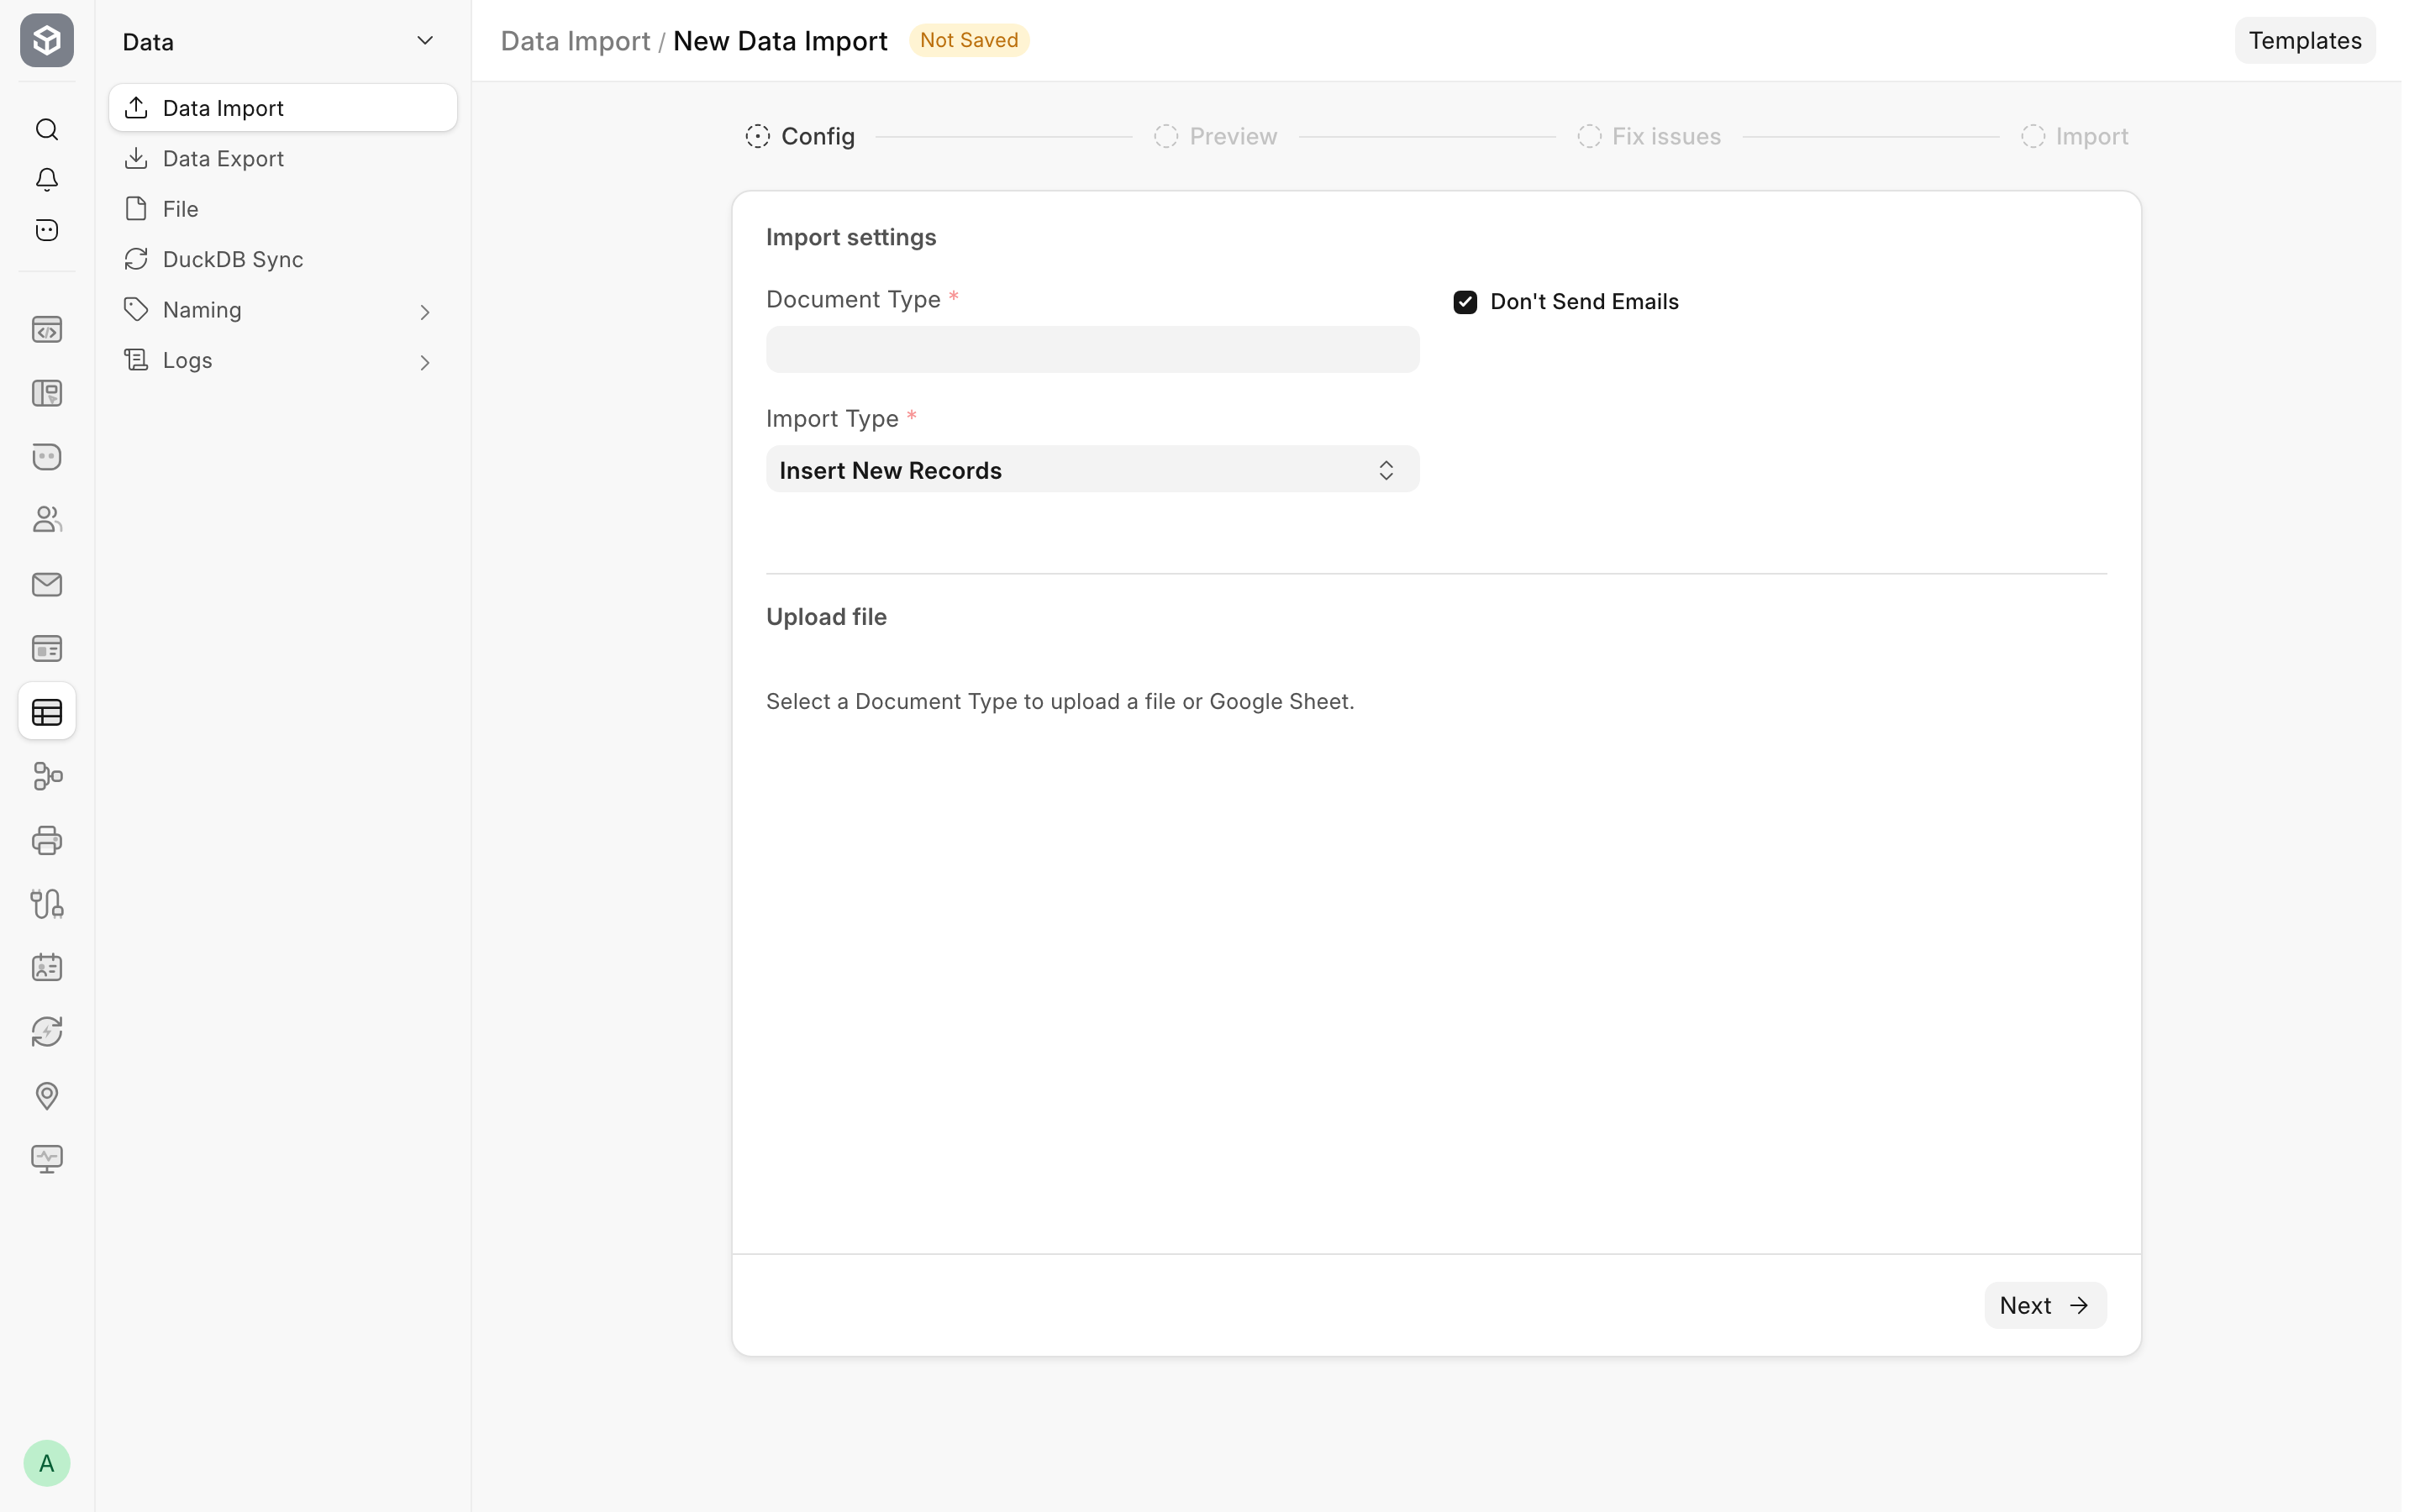 Data
Data Import
Data Export
File
DuckDB Sync
Naming
Logs
A
Data Import / New Data Import
Not Saved
Templates
Config
Preview
Fix issues
Import
Import settings
Document Type *
Don't Send Emails
Import Type *
Insert New Records
Upload file
Select a Document Type to upload a file or Google Sheet.
Next